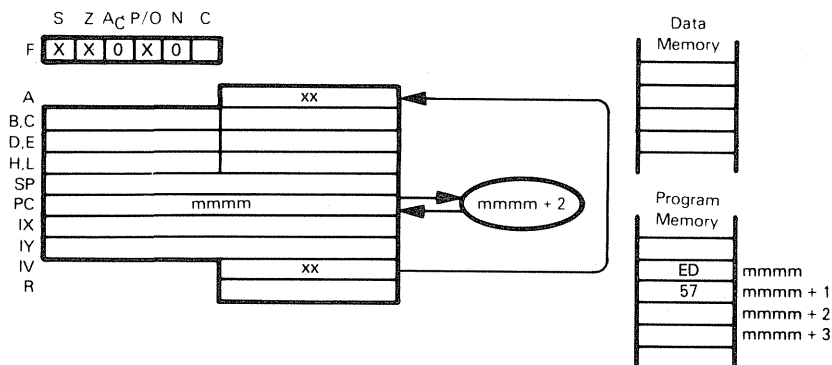 S Z AC P/O N C
F X X 0 X 0
A xx
B,C
D,E
H,L
SP
PC mmmm
IX
IY
IV xx
R
mmmm + 2
Data
Memory
Program
Memory
ED mmmm
57 mmmm + 1
mmmm + 2
mmmm + 3